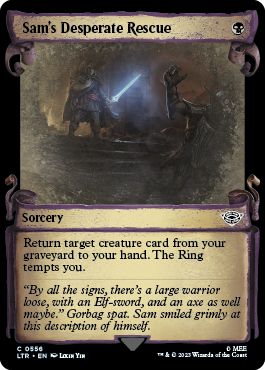 Sam's Desperate Rescue
Sorcery
Return target creature card from your
graveyard to your hand. The Ring
tempts you.
"By all the signs, there's a large warrior
loose, with an Elf-sword, and an axe as well
maybe." Gorbag spat. Sam smiled grimly at
this description of himself.
C 0556
LTR • EN Lixin Yin
& MEE
™ & © 2023 Wizards of the Coast